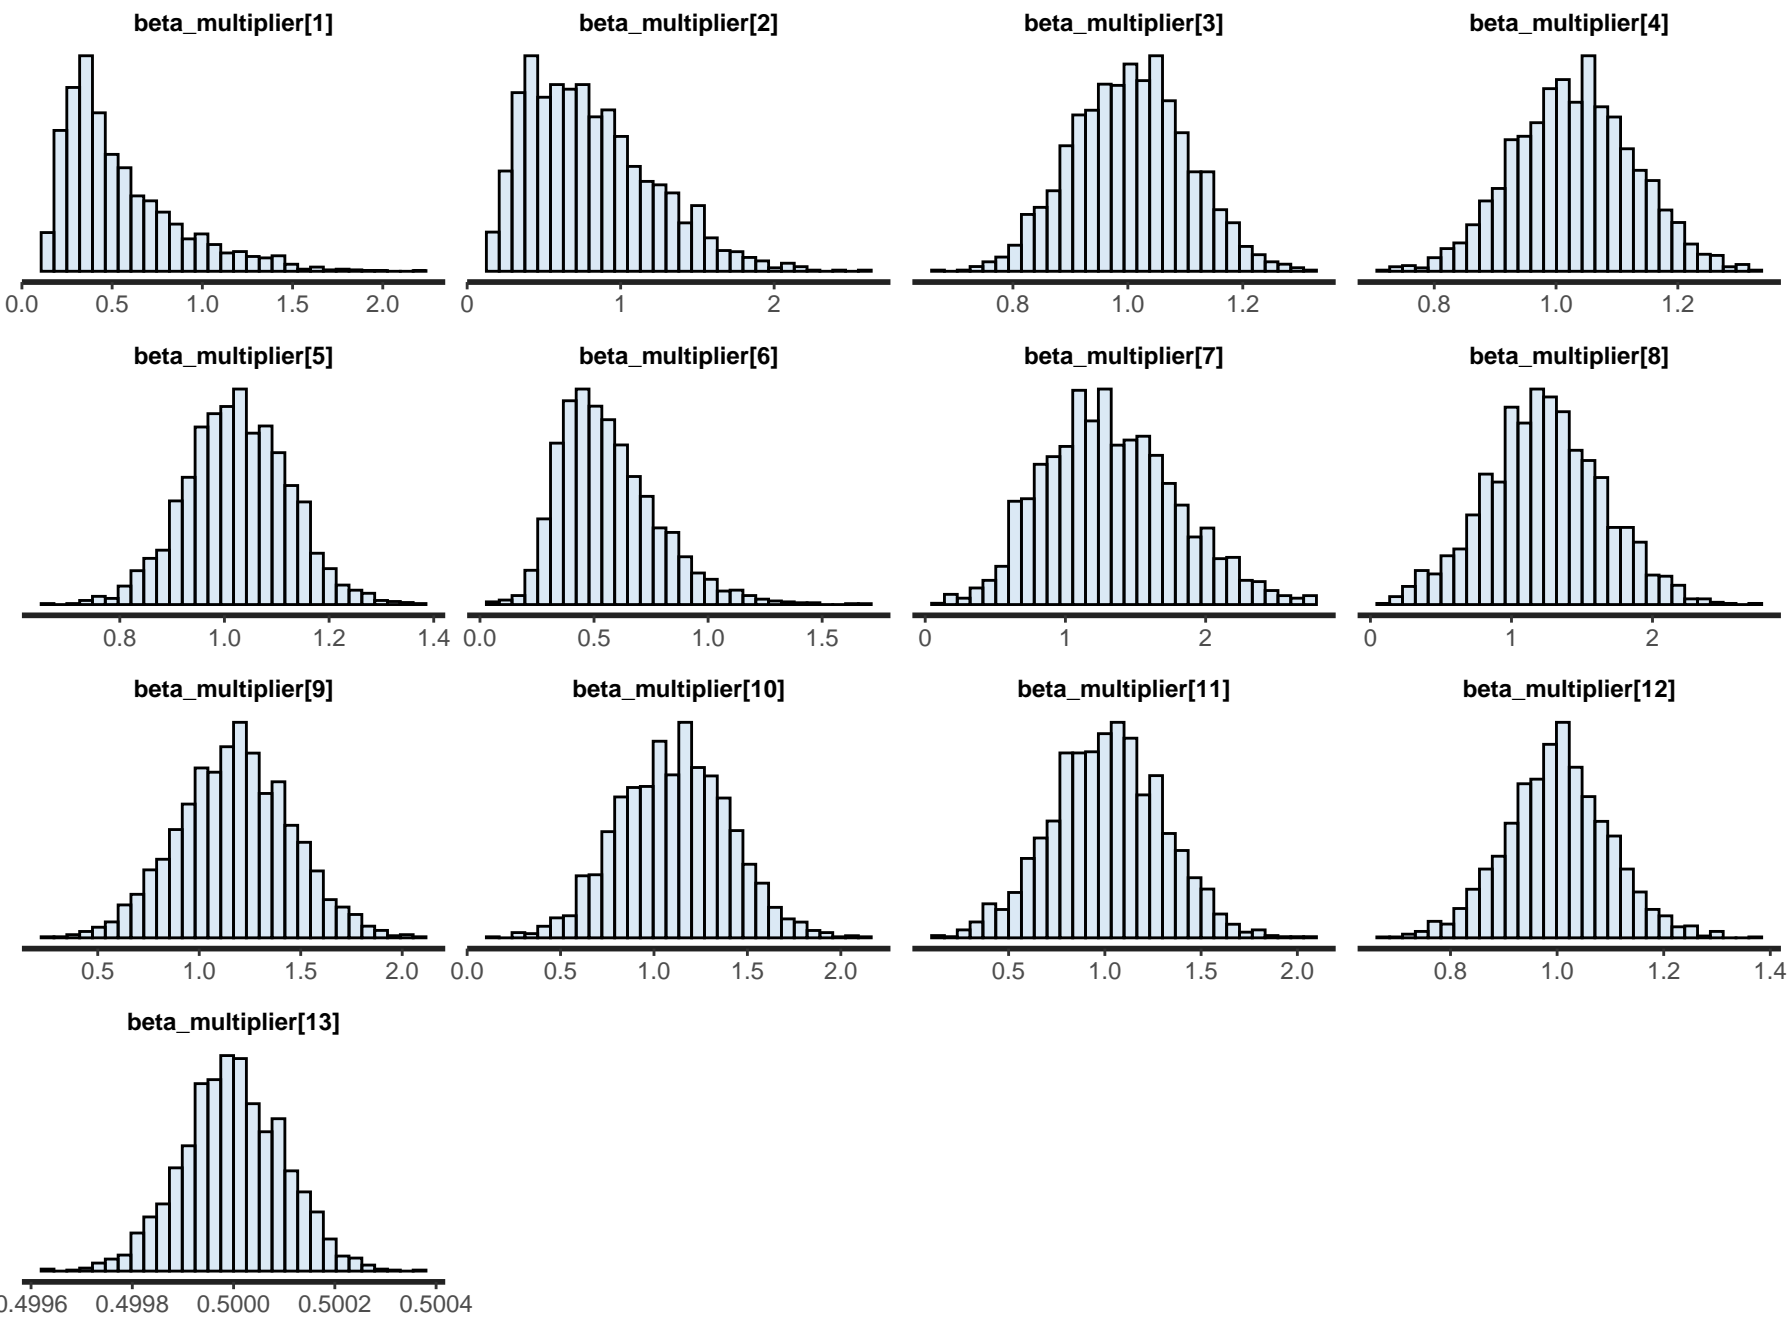 beta_multiplier[1] beta_multiplier[2] beta_multiplier[3] beta_multiplier[4]
0.0 0.5 1.0 1.5 2.0 0 1 2 0.8 1.0 1.2 0.8 1.0 1.2
beta_multiplier[5] beta_multiplier[6] beta_multiplier[7] beta_multiplier[8]
0.8 1.0 1.2 1.4 0.0 0.5 1.0 1.5 0 1 2 0 1 2
beta_multiplier[9] beta_multiplier[10] beta_multiplier[11] beta_multiplier[12]
0.5 1.0 1.5 2.0 0.0 0.5 1.0 1.5 2.0 0.5 1.0 1.5 2.0 0.8 1.0 1.2 1.4
beta_multiplier[13]
0.4996 0.4998 0.5000 0.5002 0.5004